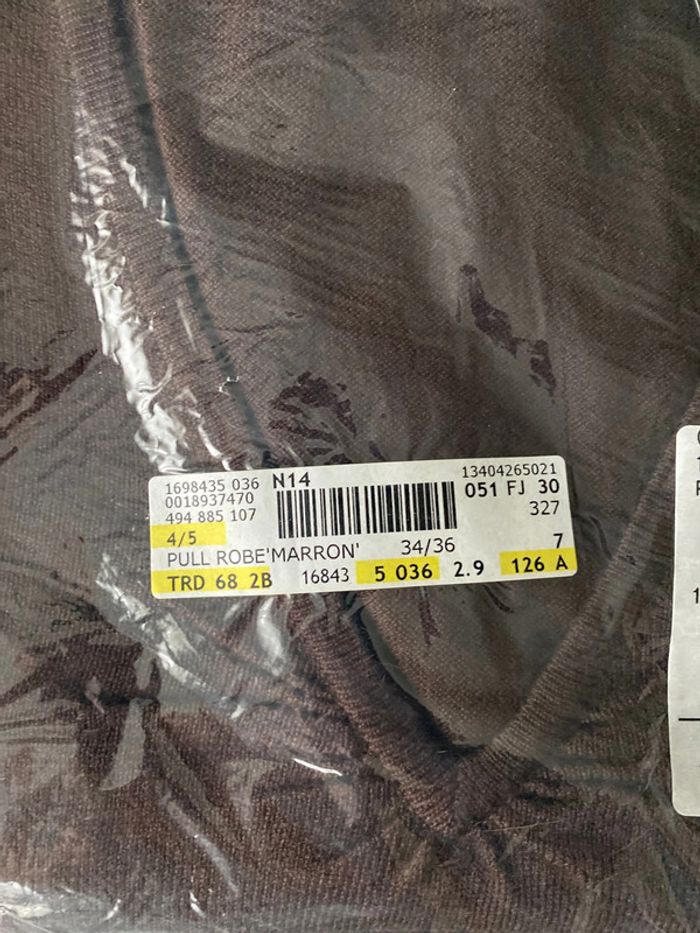 1698435 036 N14 13404265021
0018937470 051 FJ 30
494 885 107 327
4/5
PULL ROBE'MARRON' 34/36 7
TRD 68 2B 16843 5 036 2.9 126 A